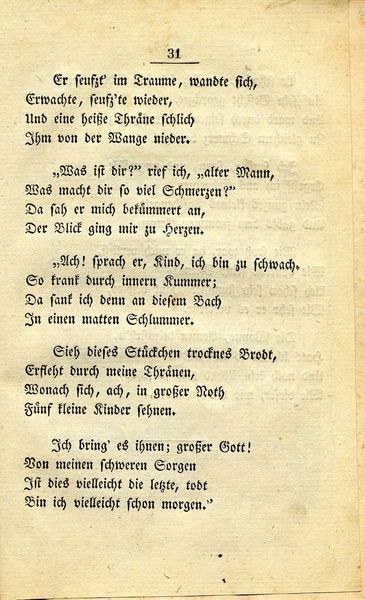 31
Er seufzt' im Traume, wandte sich,
Erwachte, seufz'te wieder,
Und eine heiße Thräne schlich
Ihm von der Wange nieder.
„Was ist dir?” rief ich, „alter Mann,
Was macht dir so viel Schmerzen?”
Da sah er mich bekümmert an,
Der Blick ging mir zu Herzen.
„Ach! sprach er, Kind, ich bin zu schwach.
So krank durch innern Kummer;
Da sank ich denn an diesem Bach
In einen matten Schlummer.
Sieh dieses Stückchen trocknes Brodt,
Erfleht durch meine Thränen,
Wonach sich, ach, in großer Noth
Fünf kleine Kinder sehnen.
Ich bring' es ihnen; großer Gott!
Von meinen schweren Sorgen
Ist dies vielleicht die letzte, todt
Bin ich vielleicht schon morgen.”